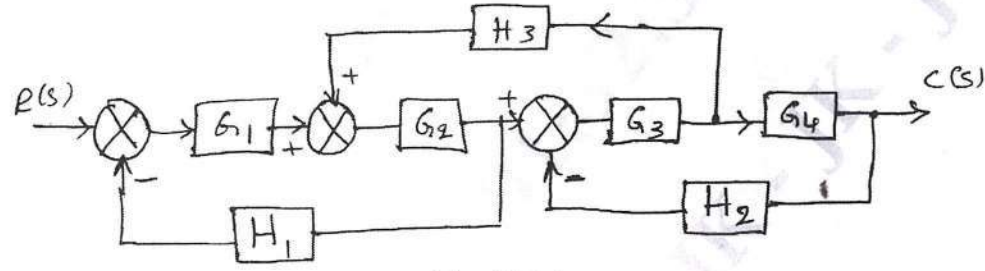 H3
R(S)
G1
+
+
G2
+
G3
G4
C(S)
-
-
H1
H2